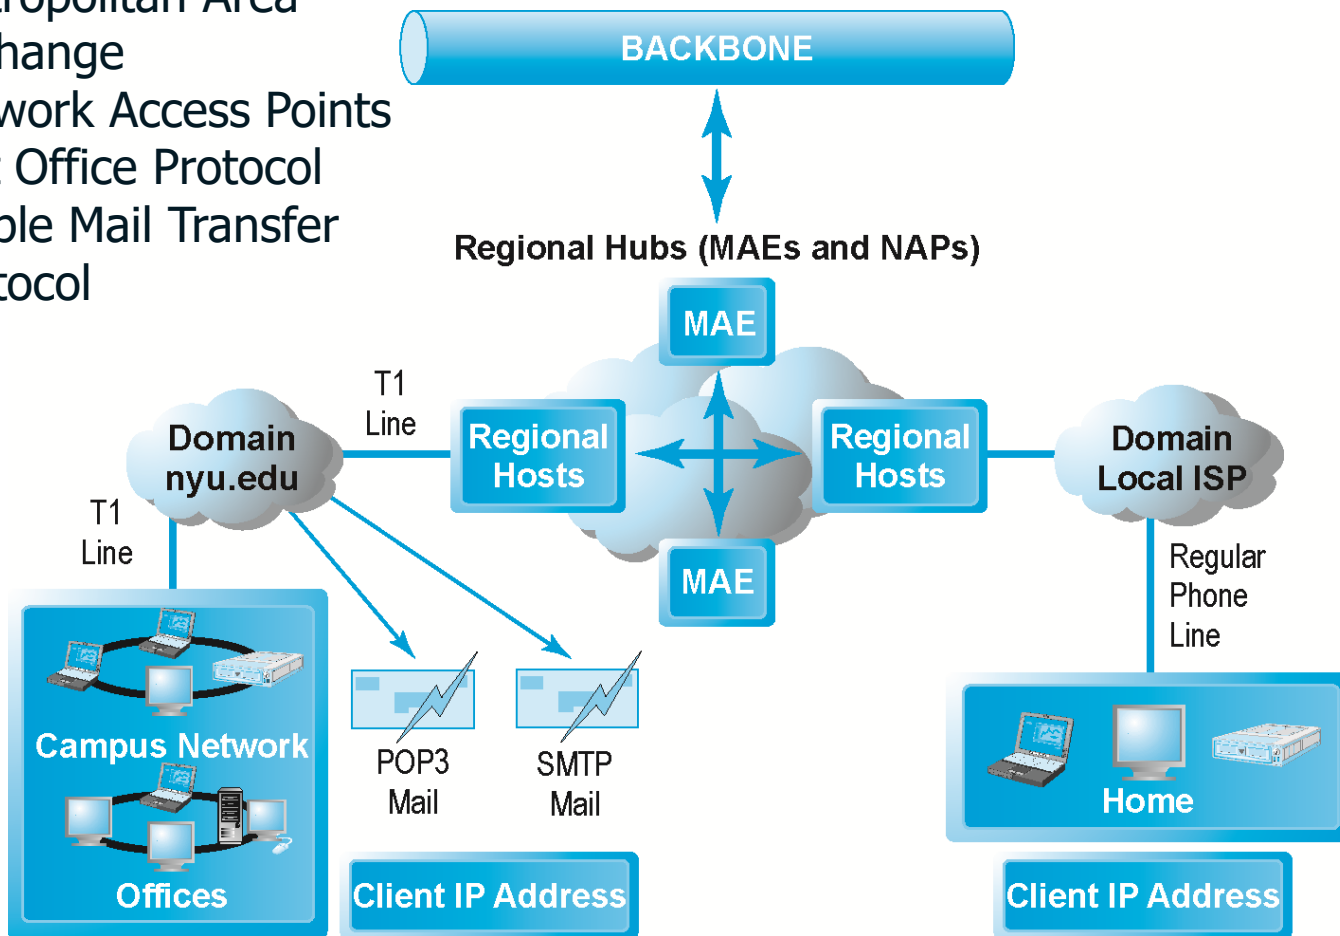 tropolitan Area
hange
work Access Points
Office Protocol
ple Mail Transfer
tocol
BACKBONE
Regional Hubs (MAEs and NAPs)
MAE
T1
Line
Regional
Hosts
Regional
Hosts
Domain
nyu.edu
Domain
Local ISP
T1
Line
MAE
Regular
Phone
Line
Campus Network
Offices
POP3
Mail
SMTP
Mail
Home
Client IP Address
Client IP Address